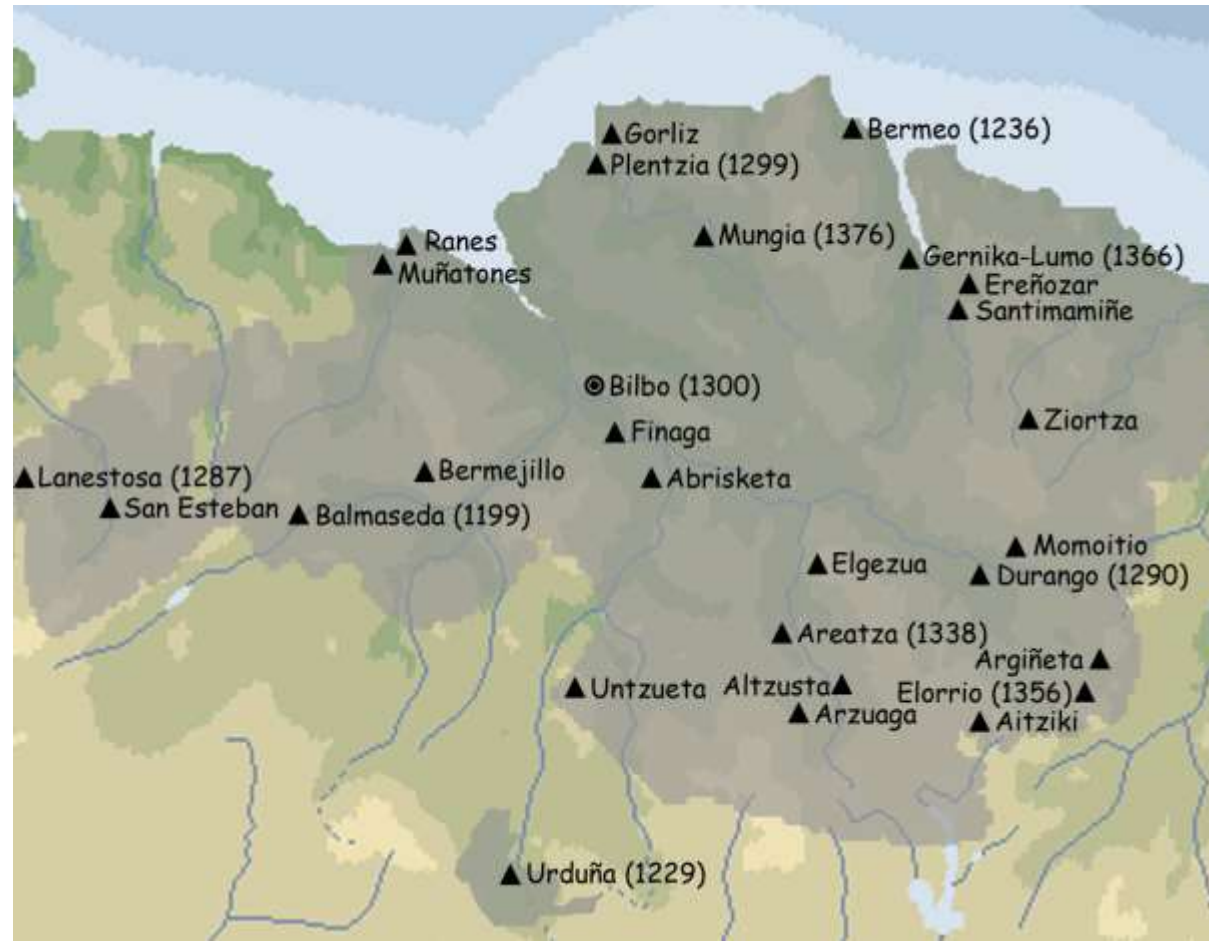 Gorliz
Bermeo (1236)
Plentzia (1299)
Mungia (1376)
Ranes
Muñatones
Gernika-Lumo (1366)
Ereñozar
Santimamiñe
Bilbo (1300)
Ziortza
Finaga
Lanestosa (1287)
Bermejillo
Abrisketa
San Esteban
Balmaseda (1199)
Momoitio
Elgezua
Durango (1290)
Areatza (1338)
Argiñeta
Untzueta
Altzusta
Elorrio (1356)
Arzuaga
Aitziki
Urduña (1229)